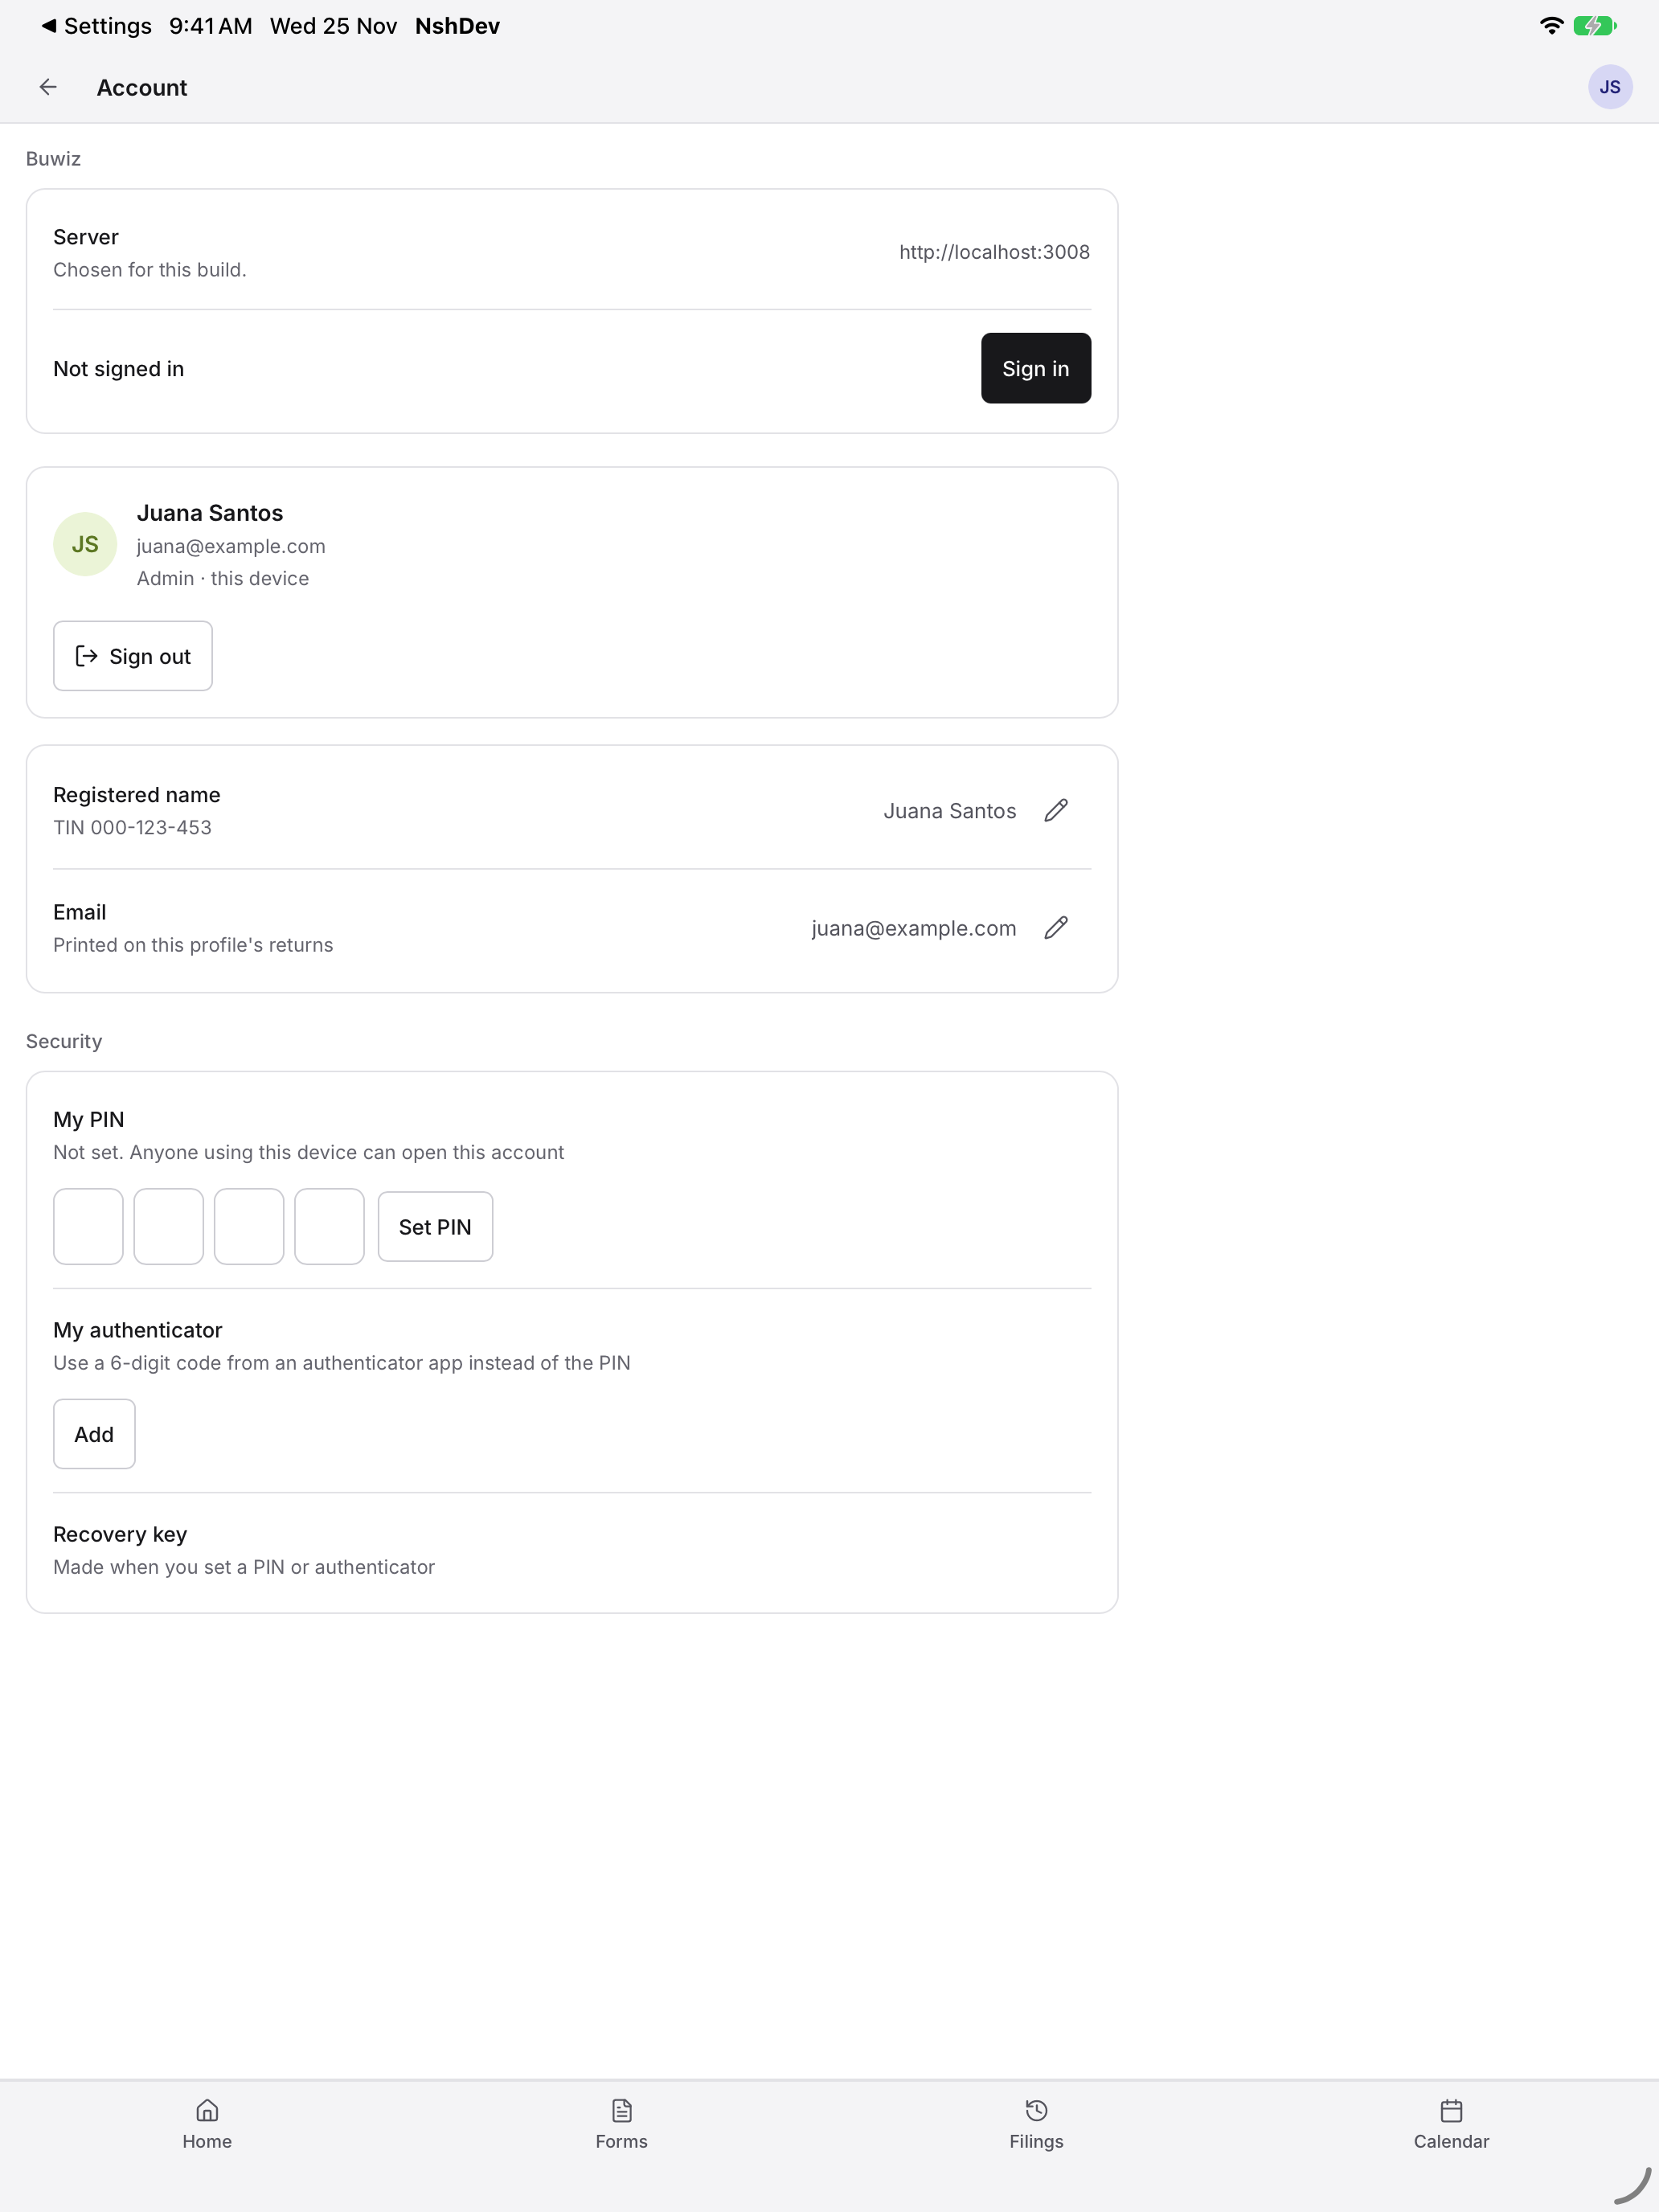 ◀ Settings 9:41 AM Wed 25 Nov NshDev
Account
JS
Buwiz
Server
Chosen for this build.
http://localhost:3008
Not signed in
Sign in
JS
Juana Santos
juana@example.com
Admin · this device
Sign out
Registered name
TIN 000-123-453
Juana Santos
Email
Printed on this profile's returns
juana@example.com
Security
My PIN
Not set. Anyone using this device can open this account
Set PIN
My authenticator
Use a 6-digit code from an authenticator app instead of the PIN
Add
Recovery key
Made when you set a PIN or authenticator
Home
Forms
Filings
Calendar